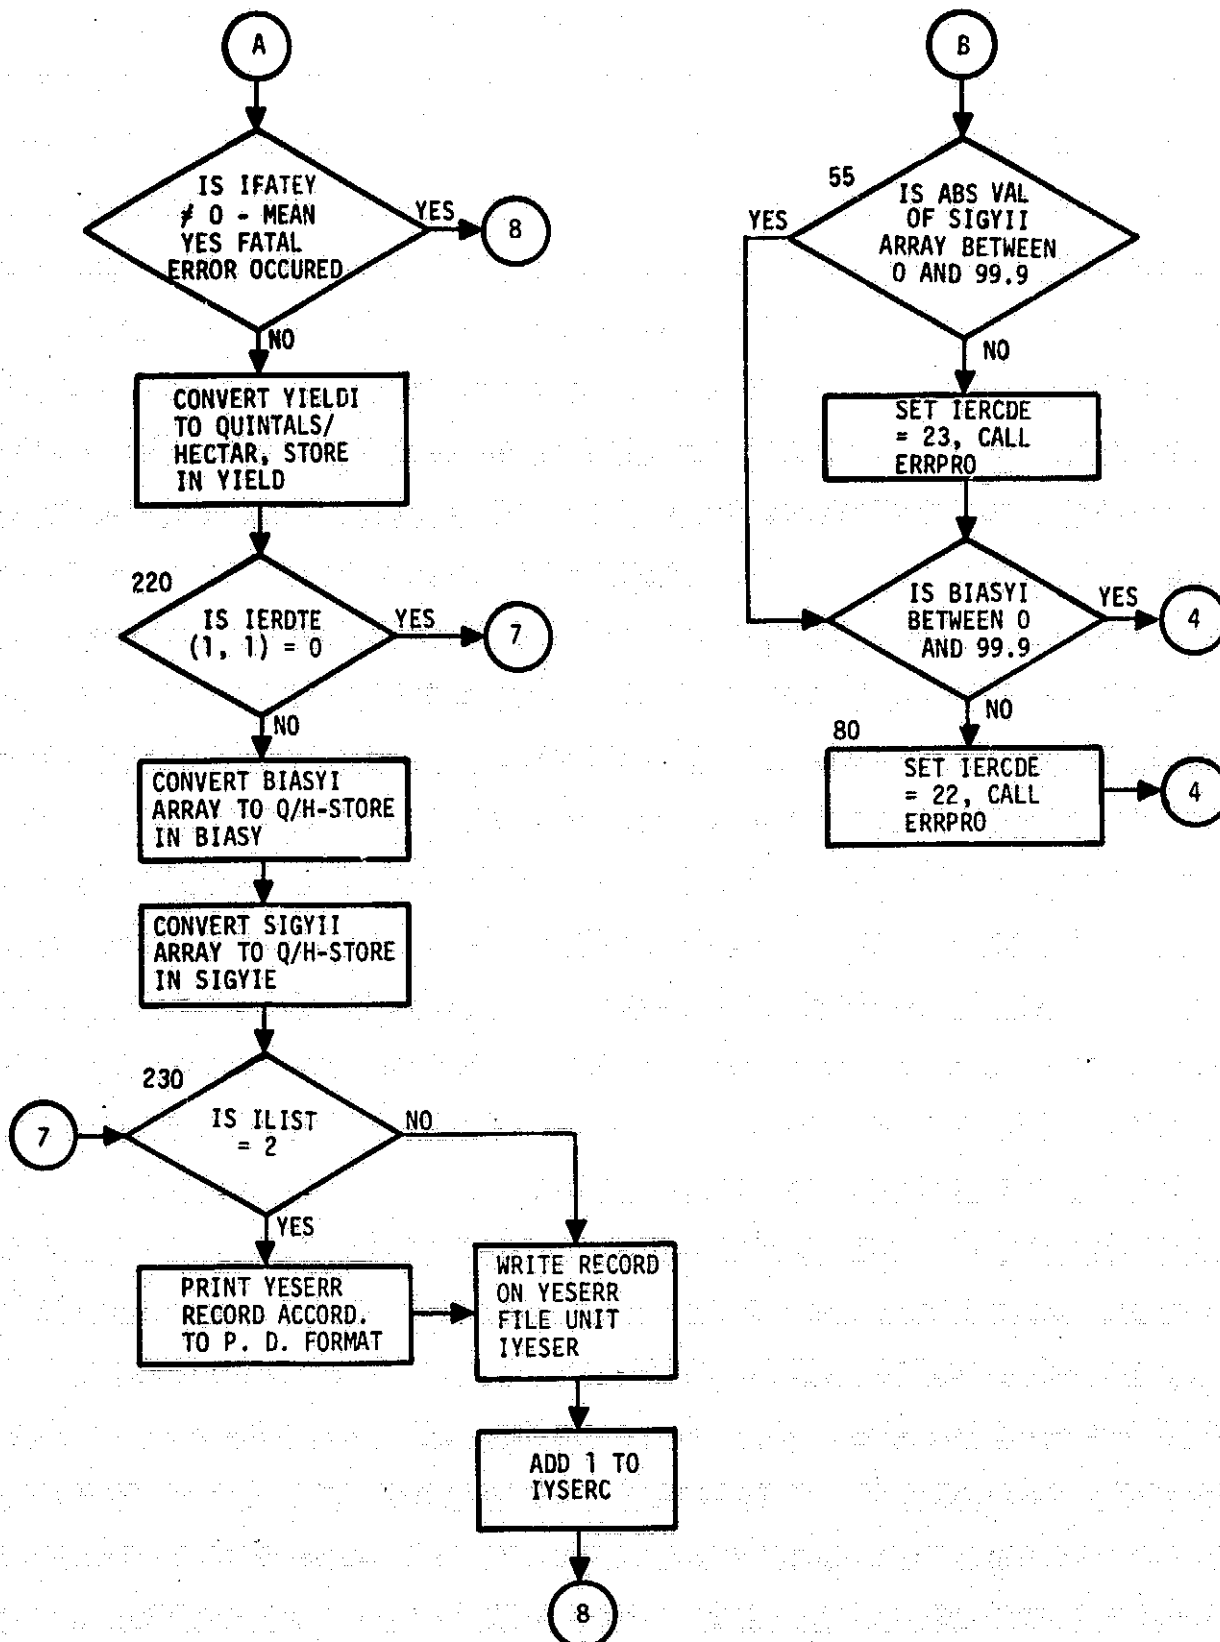 A
IS IFATEY
≠ 0 - MEAN
YES FATAL
ERROR OCCURED
YES
8
NO
CONVERT YIELDI
TO QUINTALS/
HECTAR, STORE
IN YIELD
220
IS IERDTE
(1, 1) = 0
YES
7
NO
CONVERT BIASYI
ARRAY TO Q/H-STORE
IN BIASY
CONVERT SIGYII
ARRAY TO Q/H-STORE
IN SIGYIE
230
7
IS ILIST
= 2
NO
YES
PRINT YESERR
RECORD ACCORD.
TO P. D. FORMAT
WRITE RECORD
ON YESERR
FILE UNIT
IYESER
ADD 1 TO
IYSERC
8
B
55
IS ABS VAL
OF SIGYII
ARRAY BETWEEN
0 AND 99.9
YES
NO
SET IERCDE
= 23, CALL
ERRPRO
IS BIASYI
BETWEEN 0
AND 99.9
YES
4
NO
80
SET IERCDE
= 22, CALL
ERRPRO
4